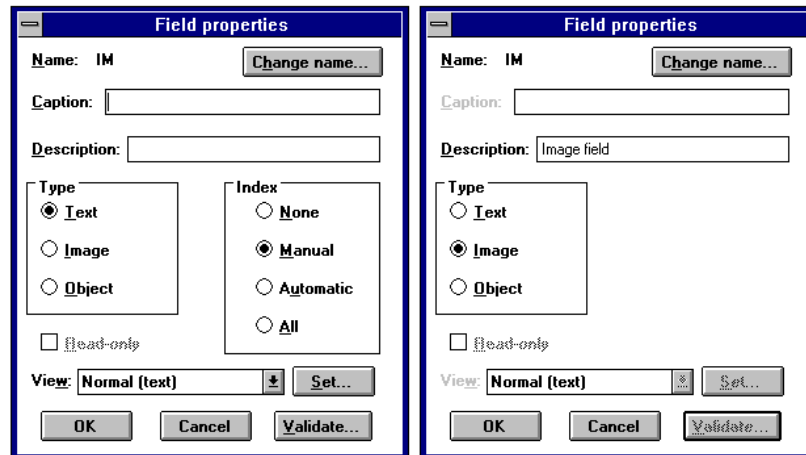 Field properties
Name: IM
Change name...
Caption:
Description:
Type
Text
Image
Object
Index
None
Manual
Automatic
All
Read-only
View: Normal (text)
Set...
OK
Cancel
Validate...
Field properties
Name: IM
Change name...
Caption:
Description: Image field
Type
Text
Image
Object
Read-only
View: Normal (text)
Set...
OK
Cancel
Validate...